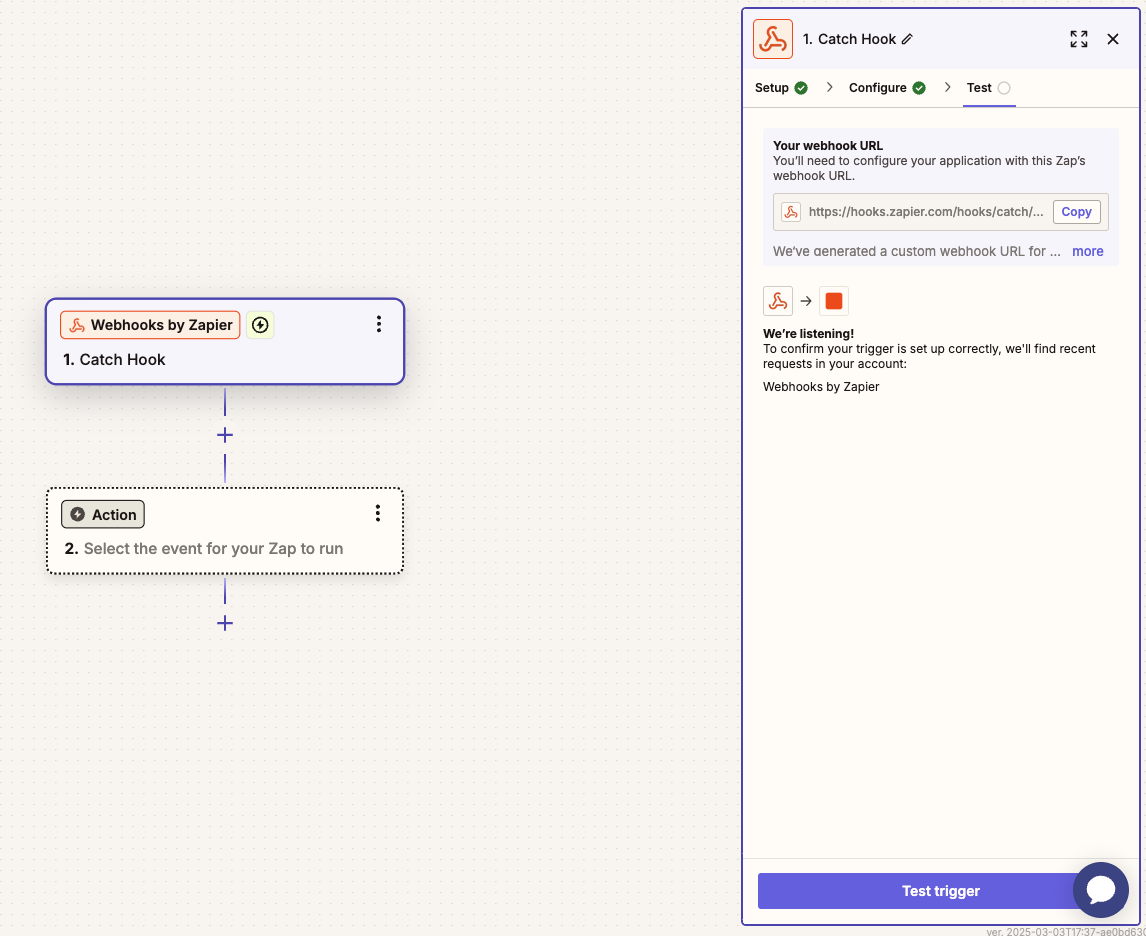 1. Catch Hook
Setup
Configure
Test
Your webhook URL
You’ll need to configure your application with this Zap’s
webhook URL.
https://hooks.zapier.com/hooks/catch/...
Copy
We’ve generated a custom webhook URL for ...
more
We’re listening!
To confirm your trigger is set up correctly, we'll find recent
requests in your account:
Webhooks by Zapier
Webhooks by Zapier
1. Catch Hook
Action
2. Select the event for your Zap to run
Test trigger
ver. 2025-03-03T17:37-ae0bd63